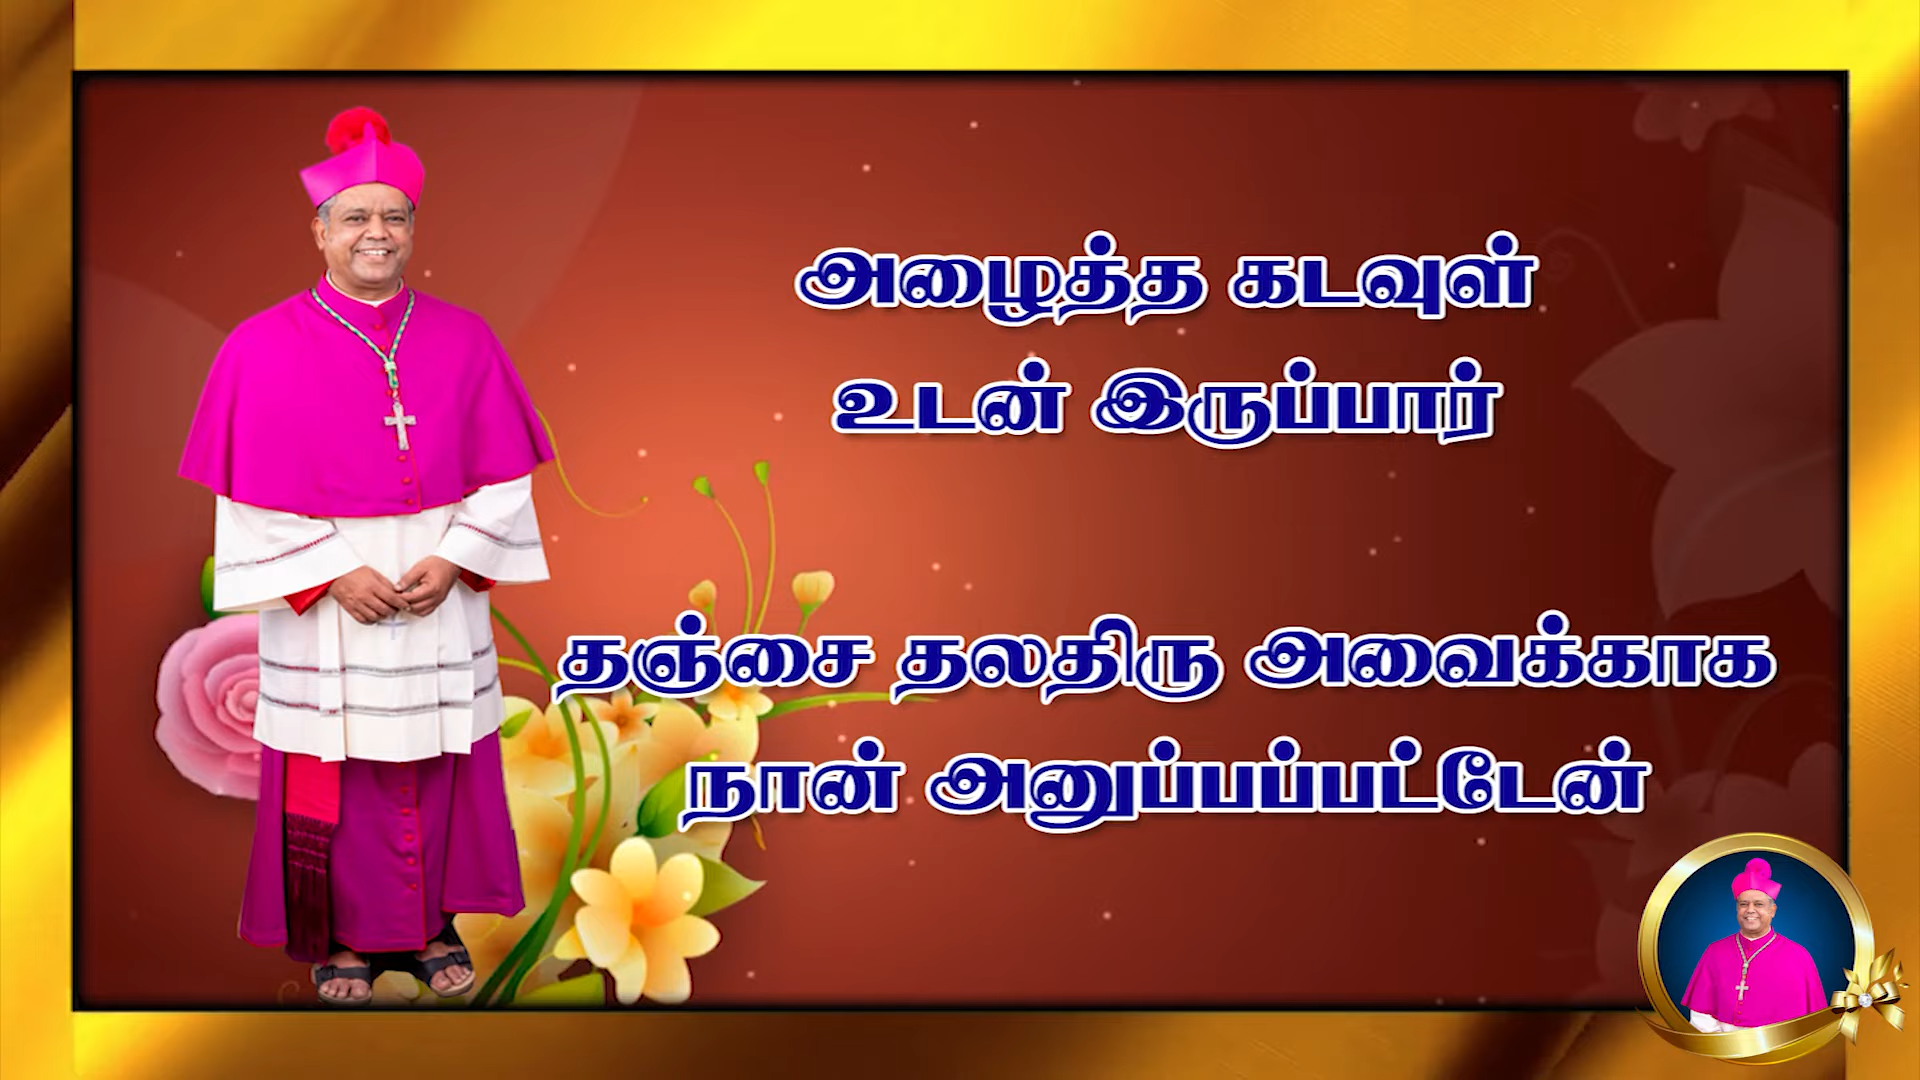 அழைத்த கடவுள்
உடன் இருப்பார்
தஞ்சை தலதிரு அவைக்காக
நான் அனுப்பப்பட்டேன்